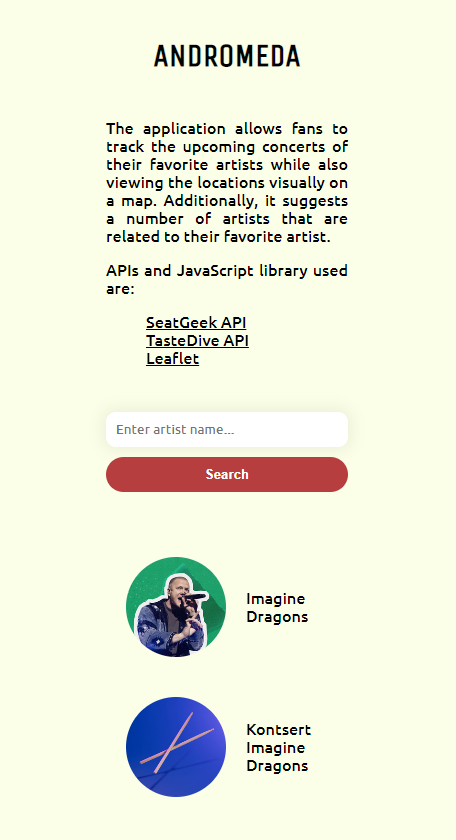 ANDROMEDA
The application allows fans to
track the upcoming concerts of
their favorite artists while also
viewing the locations visually on
a map. Additionally, it suggests
a number of artists that are
related to their favorite artist.
APIs and JavaScript library used
are:
SeatGeek API
TasteDive API
Leaflet
Enter artist name...
Search
Imagine
Dragons
Kontsert
Imagine
Dragons